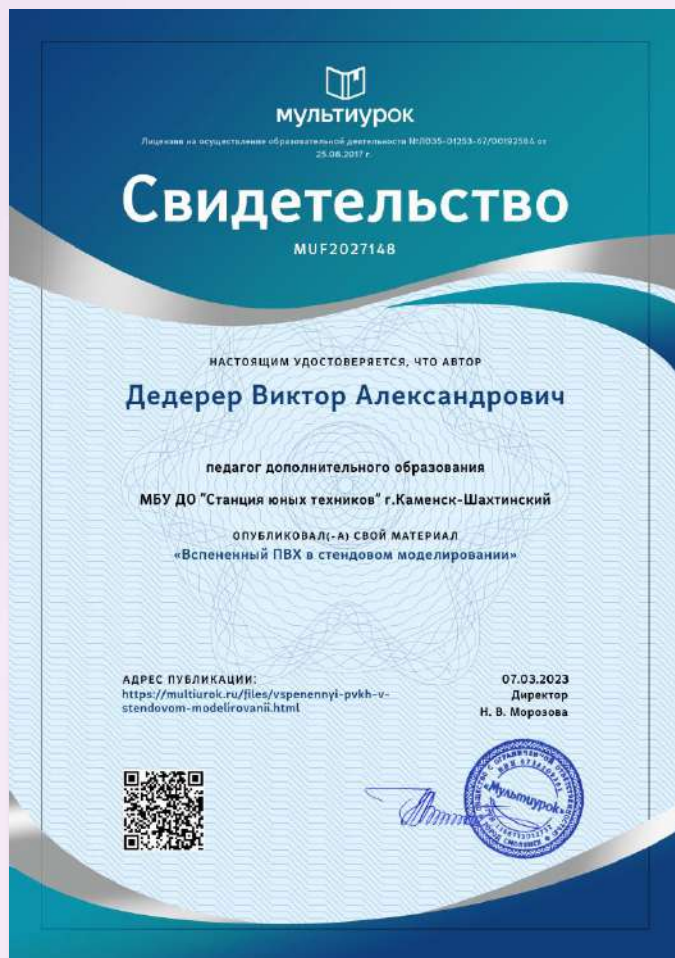 мультиурок
Лицензия на осуществление образовательной деятельности №Л035-01253-67/00192584 от
25.08.2017 г.
Свидетельство
MUF2027148
НАСТОЯЩИМ УДОСТОВЕРЯЕТСЯ, ЧТО АВТОР
Дедерер Виктор Александрович
педагог дополнительного образования
МБУ ДО "Станция юных техников" г.Каменск-Шахтинский
ОПУБЛИКОВАЛ(-А) СВОЙ МАТЕРИАЛ
«Вспененный ПВХ в стендовом моделировании»
АДРЕС ПУБЛИКАЦИИ:
https://multiurok.ru/files/vspenennyi-pvkh-v-
stendovom-modelirovanii.html
07.03.2023
Директор
Н. В. Морозова
«Мультиурок»